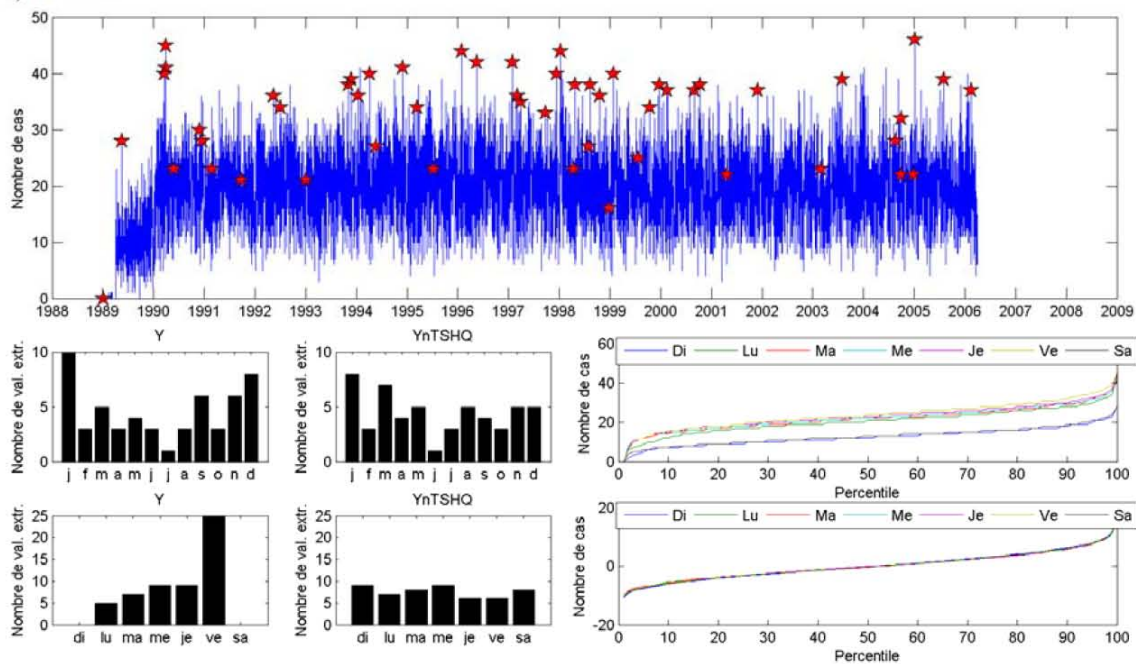 50
40
30
20
10
0
Nombre de cas
1988 1989 1990 1991 1992 1993 1994 1995 1996 1997 1998 1999 2000 2001 2002 2003 2004 2005 2006 2007 2008 2009
Y
10
5
0
Nombre de val. extr.
j f m a m j j a s o n d
YnTSHQ
10
5
0
Nombre de val. extr.
j f m a m j j a s o n d
60
40
20
0
Nombre de cas
Di Lu Ma Me Je Ve Sa
0 10 20 30 40 50 60 70 80 90 100
Percentile
Y
25
20
15
10
5
0
Nombre de val. extr.
di lu ma me je ve sa
YnTSHQ
25
20
15
10
5
0
Nombre de val. extr.
di lu ma me je ve sa
20
0
-20
Nombre de cas
Di Lu Ma Me Je Ve Sa
0 10 20 30 40 50 60 70 80 90 100
Percentile